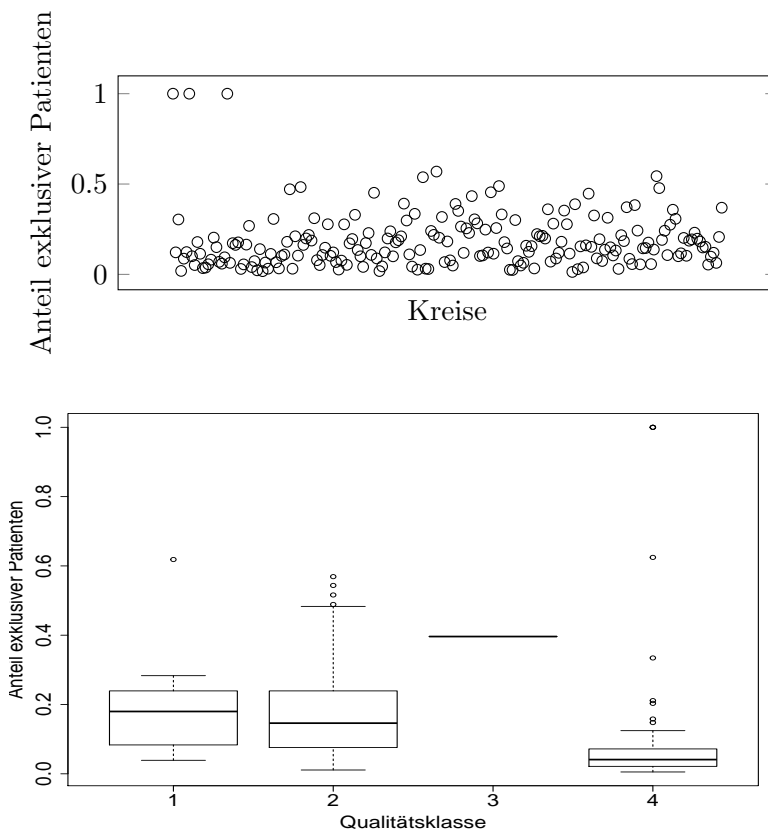 Anteil exklusiver Patienten
1
0.5
0
Kreise
Anteil exklusiver Patienten
1.0
0.8
0.6
0.4
0.2
0.0
1 2 3 4
Qualitätsklasse